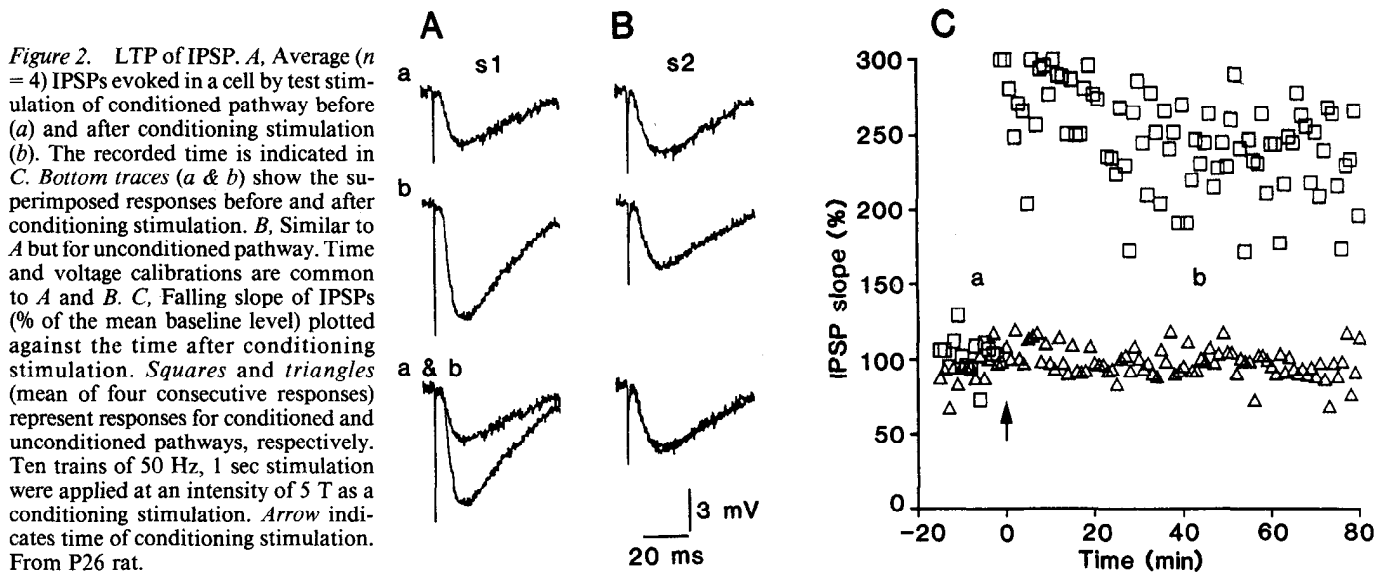 Figure 2. LTP of IPSP. A, Average (n
= 4) IPSPs evoked in a cell by test stim-
ulation of conditioned pathway before
(a) and after conditioning stimulation
(b). The recorded time is indicated in
C. Bottom traces (a & b) show the su-
perimposed responses before and after
conditioning stimulation. B, Similar to
A but for unconditioned pathway. Time
and voltage calibrations are common
to A and B. C, Falling slope of IPSPs
(% of the mean baseline level) plotted
against the time after conditioning
stimulation. Squares and triangles
(mean of four consecutive responses)
represent responses for conditioned and
unconditioned pathways, respectively.
Ten trains of 50 Hz, 1 sec stimulation
were applied at an intensity of 5 T as a
conditioning stimulation. Arrow indi-
cates time of conditioning stimulation.
From P26 rat.
A
s1
a
b
a & b
B
s2
3 mV
20 ms
C
IPSP slope (%)
300
250
200
150
100
50
0
a
b
-20 0 20 40 60 80
Time (min)